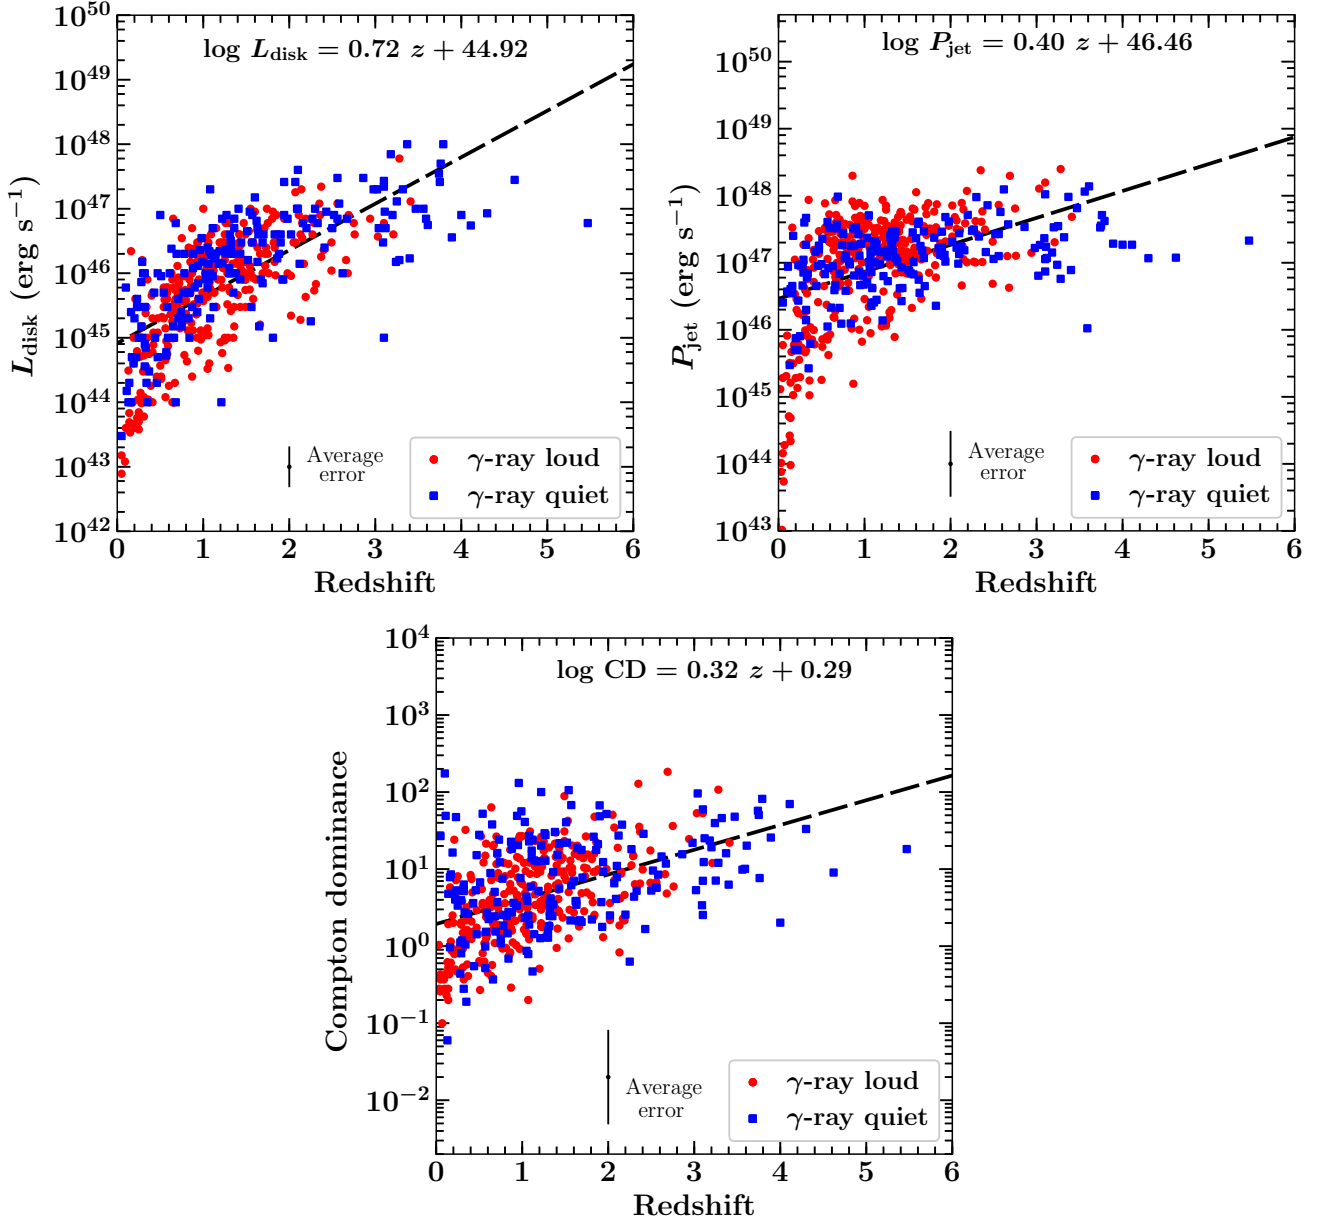 log L_disk = 0.72 z + 44.92
10^50
10^49
10^48
10^47
10^46
10^45
10^44
10^43
10^42
L_disk (erg s^−1)
Average
error
γ-ray loud
γ-ray quiet
0 1 2 3 4 5 6
Redshift
log P_jet = 0.40 z + 46.46
10^50
10^49
10^48
10^47
10^46
10^45
10^44
10^43
P_jet (erg s^−1)
Average
error
γ-ray loud
γ-ray quiet
0 1 2 3 4 5 6
Redshift
log CD = 0.32 z + 0.29
10^4
10^3
10^2
10^1
10^0
10^−1
10^−2
Compton dominance
Average
error
γ-ray loud
γ-ray quiet
0 1 2 3 4 5 6
Redshift